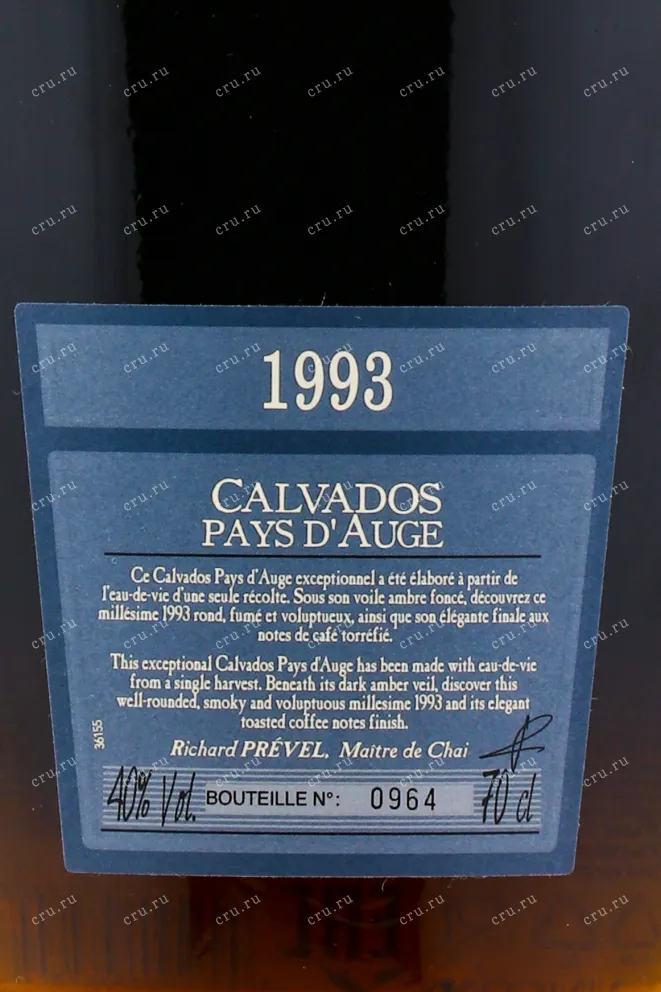 1993
CALVADOS
PAYS D'AUGE
Ce Calvados Pays d'Auge exceptionnel a été élaboré à partir de
l'eau-de-vie d'une seule récolte. Sous son voile ambre foncé, découvrez ce
millésime 1993 rond, fumé et voluptueux, ainsi que son élégante finale aux
notes de café torréfié.
This exceptional Calvados Pays d'Auge has been made with eau-de-vie
from a single harvest. Beneath its dark amber veil, discover this
well-rounded, smoky and voluptuous millesime 1993 and its elegant
toasted coffee notes finish.
36155
Richard PRÉVEL, Maître de Chai
40% Vol. BOUTEILLE N°: 0964 70 cl
cru.ru